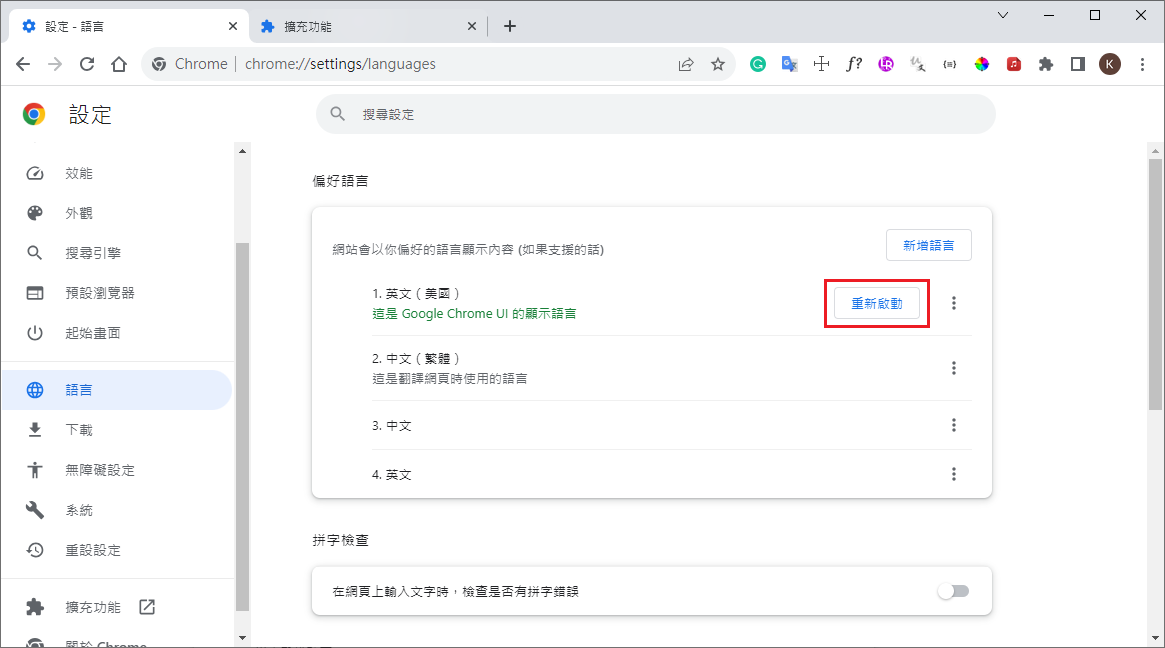 設定 - 語言
擴充功能
Chrome | chrome://settings/languages
K
設定
搜尋設定
效能
外觀
搜尋引擎
預設瀏覽器
起始畫面
語言
下載
無障礙設定
系統
重設設定
擴充功能
關於 Chrome
偏好語言
網站會以你偏好的語言顯示內容 (如果支援的話)
新增語言
1. 英文（美國）
這是 Google Chrome UI 的顯示語言
重新啟動
2. 中文（繁體）
這是翻譯網頁時使用的語言
3. 中文
4. 英文
拼字檢查
在網頁上輸入文字時，檢查是否有拼字錯誤